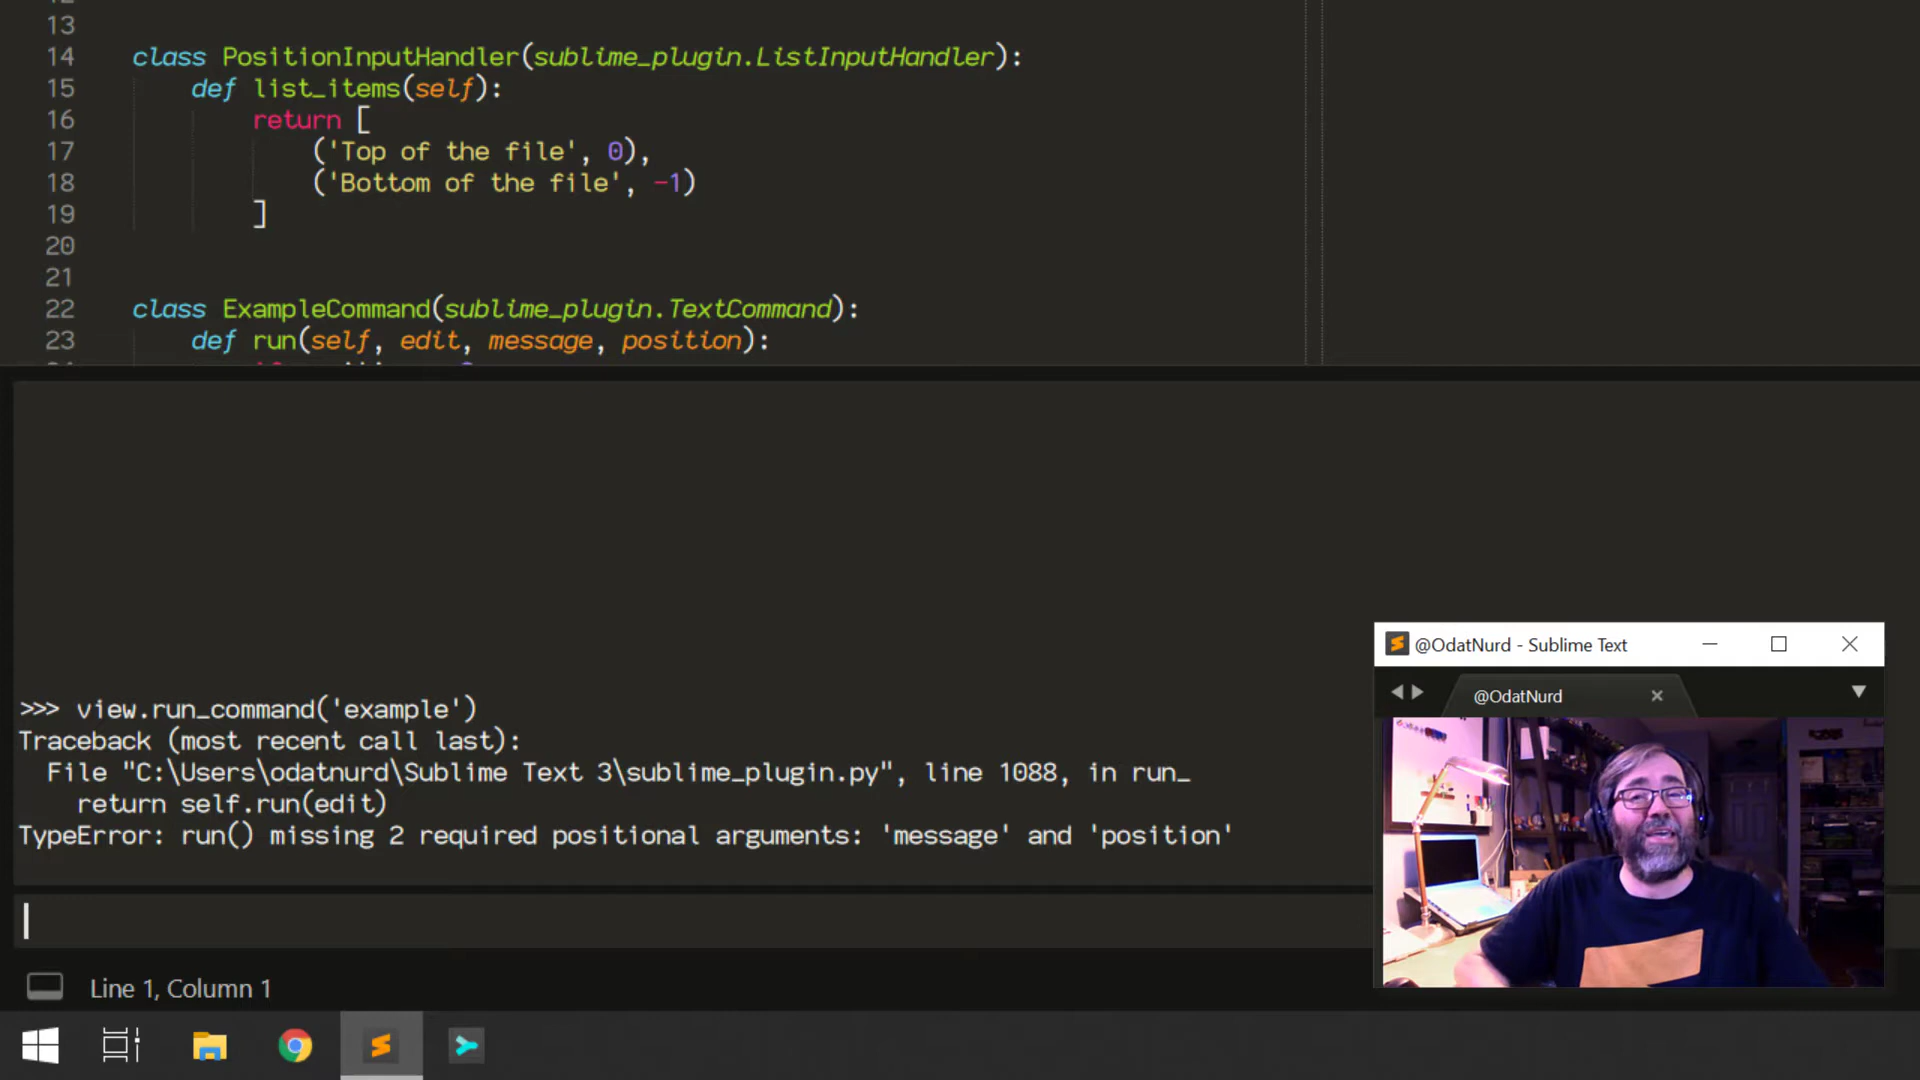 13
14 class PositionInputHandler(sublime_plugin.ListInputHandler):
15 def list_items(self):
16 return [
17 ('Top of the file', 0),
18 ('Bottom of the file', -1)
19 ]
20
21
22 class ExampleCommand(sublime_plugin.TextCommand):
23 def run(self, edit, message, position):
>>> view.run_command('example')
Traceback (most recent call last):
File "C:\Users\odatnurd\Sublime Text 3\sublime_plugin.py", line 1088, in run_
return self.run(edit)
TypeError: run() missing 2 required positional arguments: 'message' and 'position'
@OdatNurd - Sublime Text
@OdatNurd
Line 1, Column 1